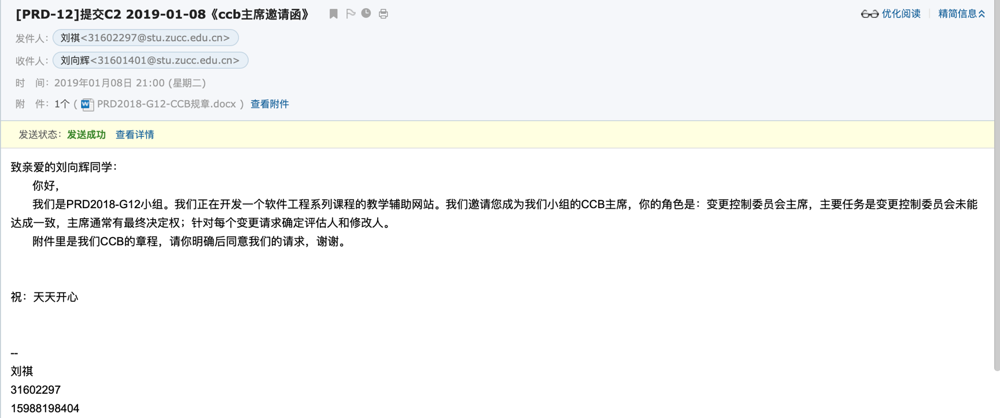 [PRD-12]提交C2 2019-01-08《ccb主席邀请函》 优化阅读 精简信息
发件人：刘祺<31602297@stu.zucc.edu.cn>
收件人：刘向辉<31601401@stu.zucc.edu.cn>
时 间：2019年01月08日 21:00 (星期二)
附 件：1个 ( PRD2018-G12-CCB规章.docx ) 查看附件
发送状态：发送成功 查看详情
致亲爱的刘向辉同学：
你好，
我们是PRD2018-G12小组。我们正在开发一个软件工程系列课程的教学辅助网站。我们邀请您成为我们小组的CCB主席，你的角色是：变更控制委员会主席，主要任务是变更控制委员会未能
达成一致，主席通常有最终决定权；针对每个变更请求确定评估人和修改人。
附件里是我们CCB的章程，请你明确后同意我们的请求，谢谢。
祝：天天开心
--
刘祺
31602297
15988198404